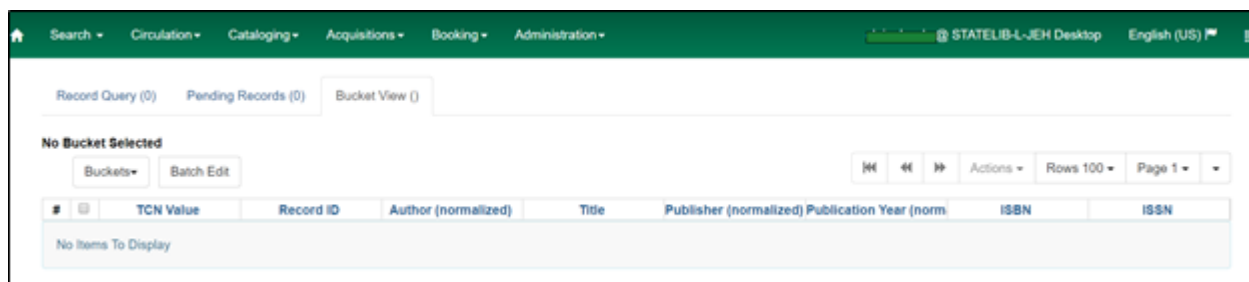 Search Circulation Cataloging Acquisitions Booking Administration @ STATELIB-L-JEH Desktop English (US)
Record Query (0) Pending Records (0) Bucket View ()
No Bucket Selected
Buckets Batch Edit Actions Rows 100 Page 1
# TCN Value Record ID Author (normalized) Title Publisher (normalized) Publication Year (norm ISBN ISSN
No Items To Display